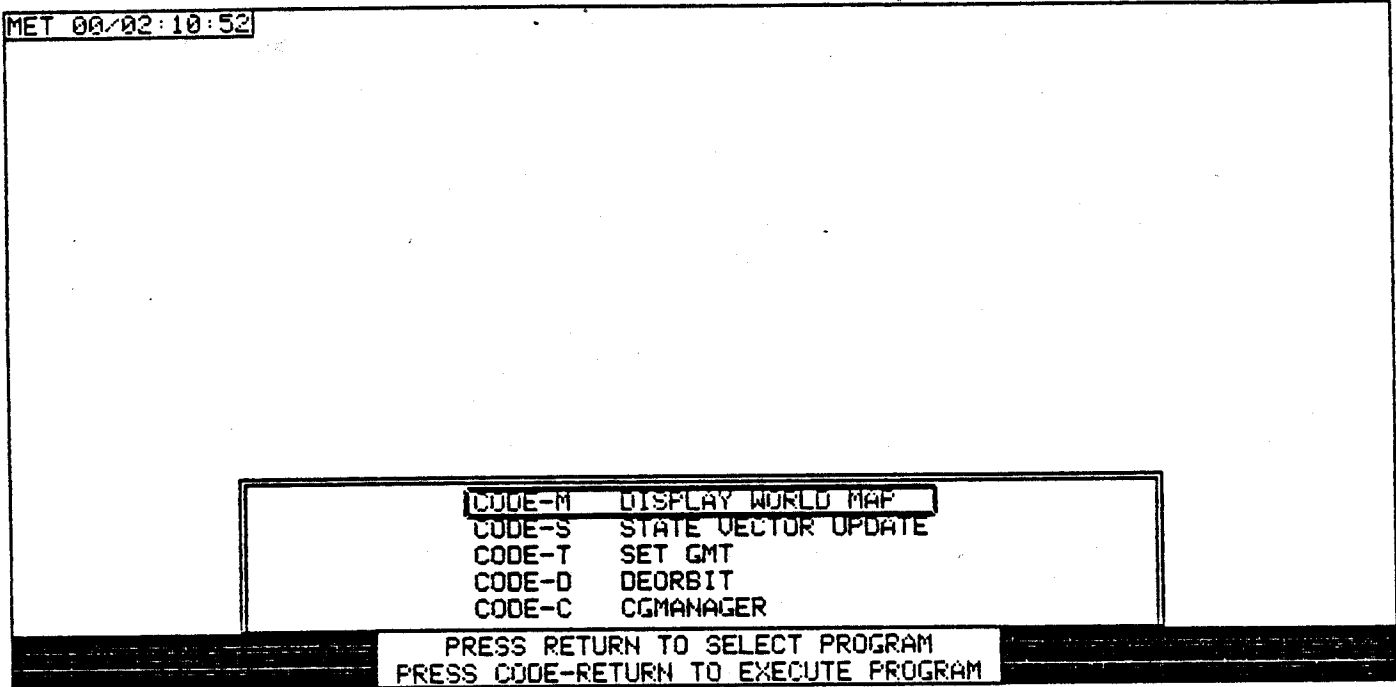 MET 00/02:10:52
CODE-M DISPLAY WORLD MAP
CODE-S STATE VECTOR UPDATE
CODE-T SET GMT
CODE-D DEORBIT
CODE-C CGMANAGER
PRESS RETURN TO SELECT PROGRAM
PRESS CODE-RETURN TO EXECUTE PROGRAM